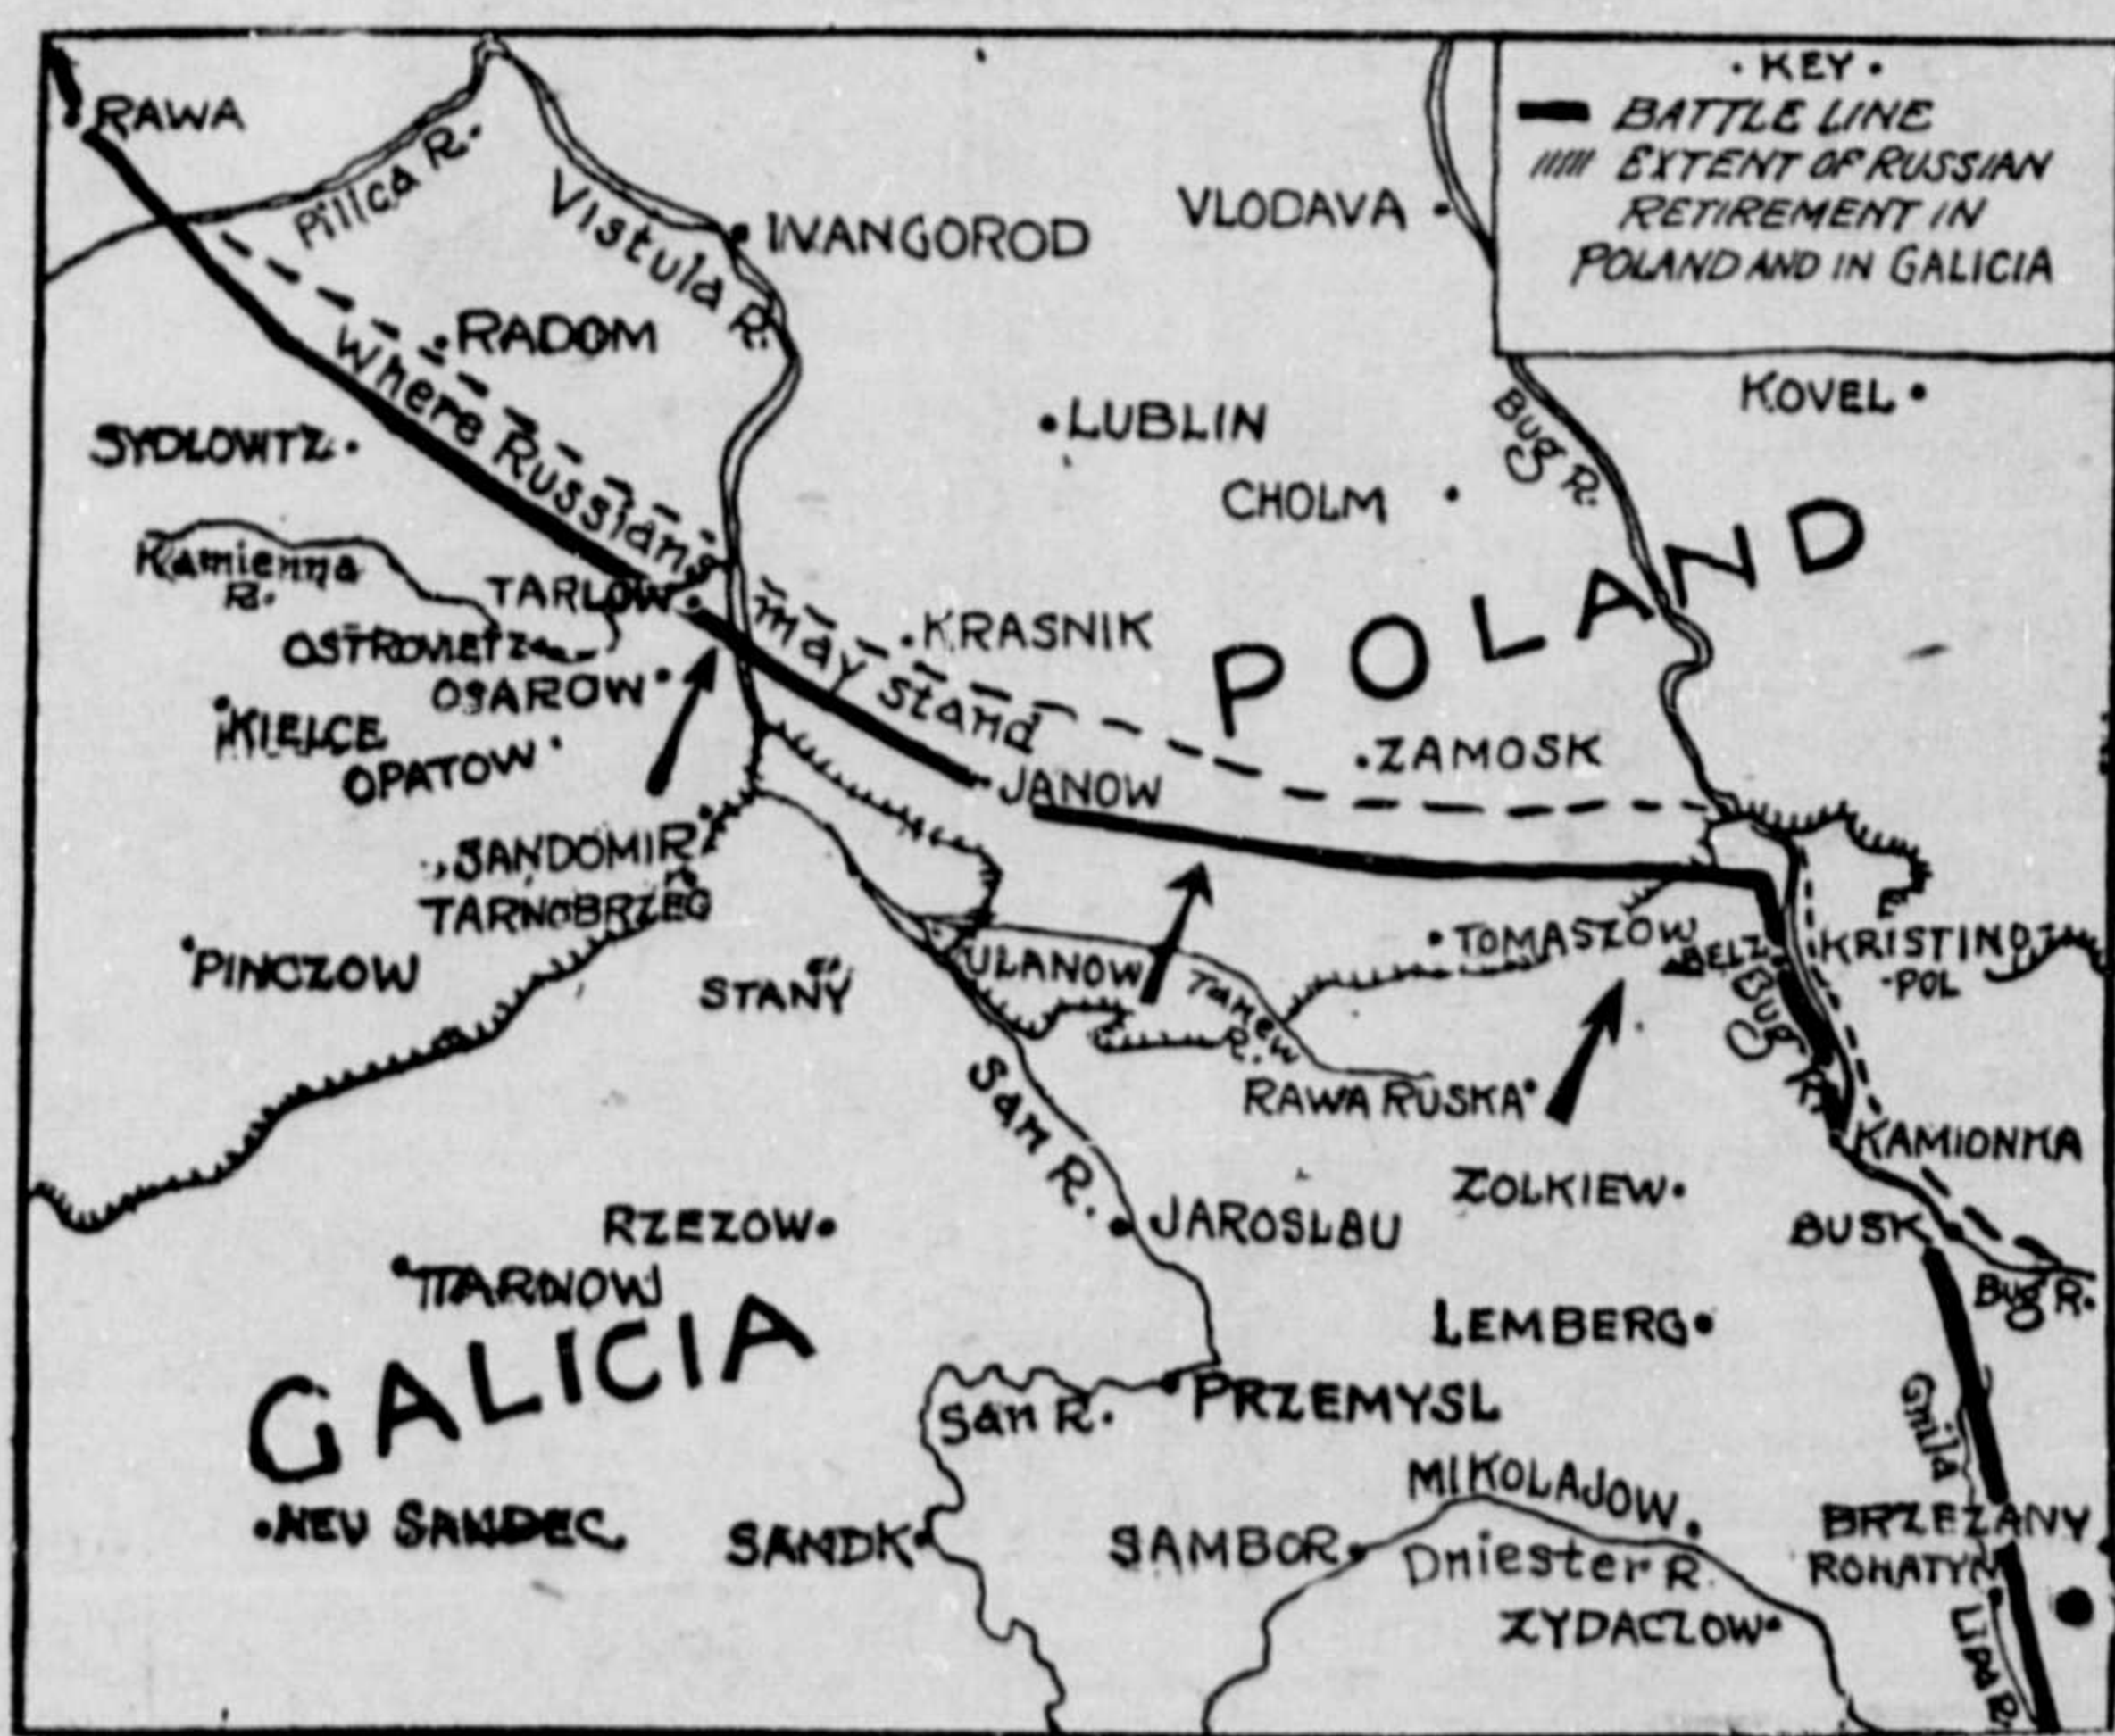 · KEY ·
BATTLE LINE
EXTENT OF RUSSIAN
RETIREMENT IN
POLAND AND IN GALICIA
RAWA
Pilica R.
Vistula R.
IVANGOROD
VLODAVA
RADOM
KOVEL
LUBLIN
Bug R.
SYDLOWITZ
CHOLM
Where Russians may stand
Kamienna
R.
TARLOW
KRASNIK
POLAND
OSTROVIETZ
OSAROW
KIELCE
OPATOW
ZAMOSK
JANOW
SANDOMIR
TARNOBRZEG
PINCZOW
STANY
ULANOW
Tanew
R.
TOMASZOW
BELZ
KRISTINO
-POL
Bug R.
San R.
RAWA RUSKA
KAMIONKA
ZOLKIEW
RZEZOW
JAROSLAU
BUSK
TARNOW
Bug R.
GALICIA
LEMBERG
San R.
PRZEMYSL
Gnila
MIKOLAJOW
NEU SANDEC
SANOK
SAMBOR
Dniester R.
BRZEZANY
ROHATYN
ZYDACZOW
Lipa R.